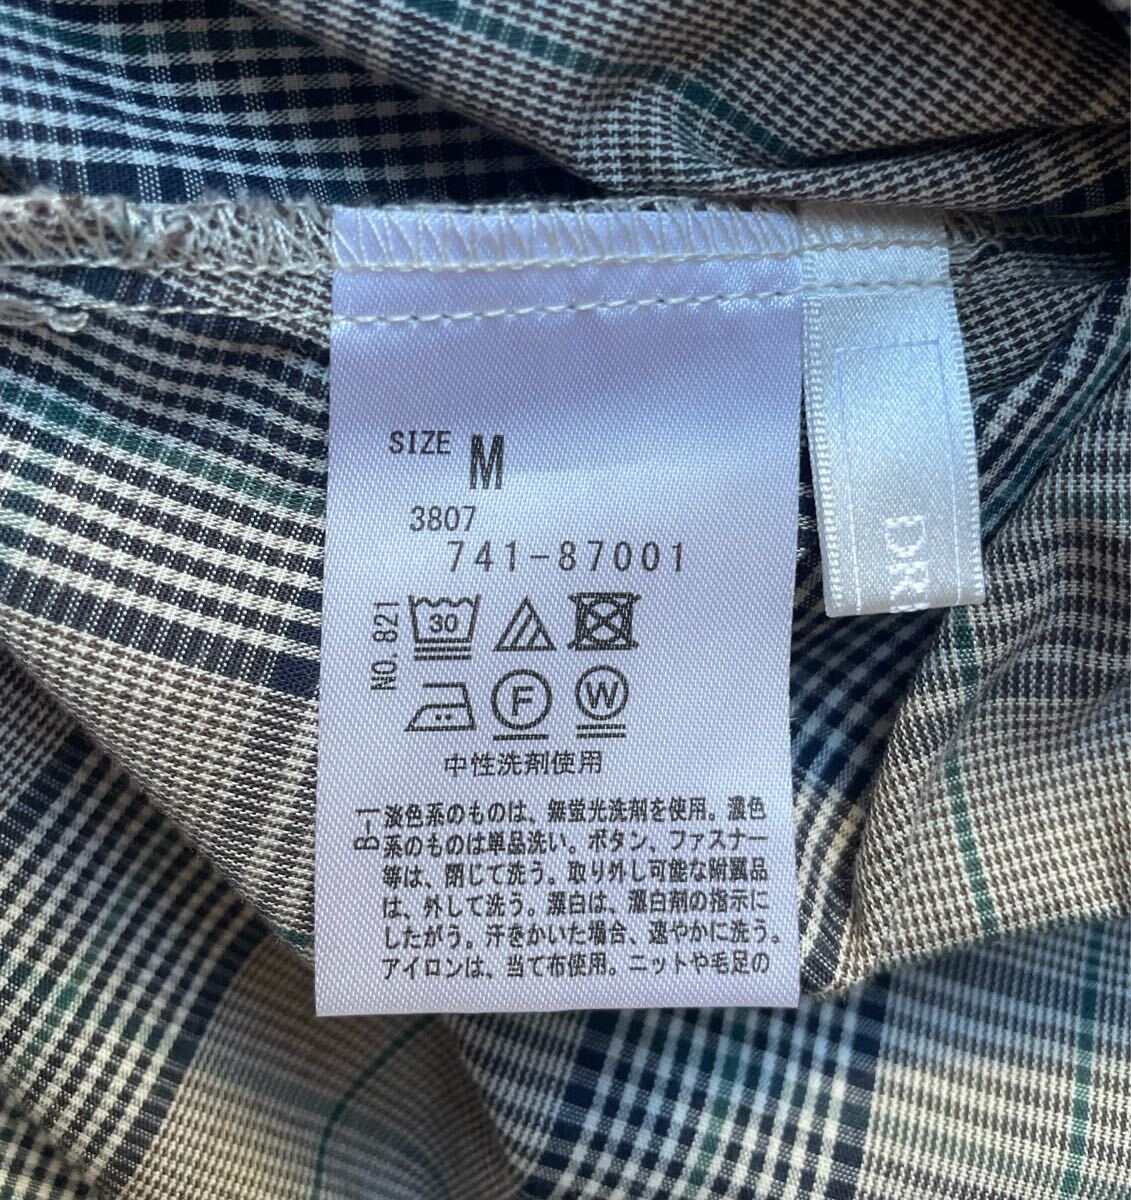 SIZE M
3807
741-87001
NO.821
30
F
W
中性洗剤使用
B-1
淡色系のものは、無蛍光洗剤を使用。濃色
系のものは単品洗い。ボタン、ファスナー
等は、閉じて洗う。取り外し可能な附属品
は、外して洗う。漂白は、漂白剤の指示に
したがう。汗をかいた場合、速やかに洗う。
アイロンは、当て布使用。ニットや毛足の